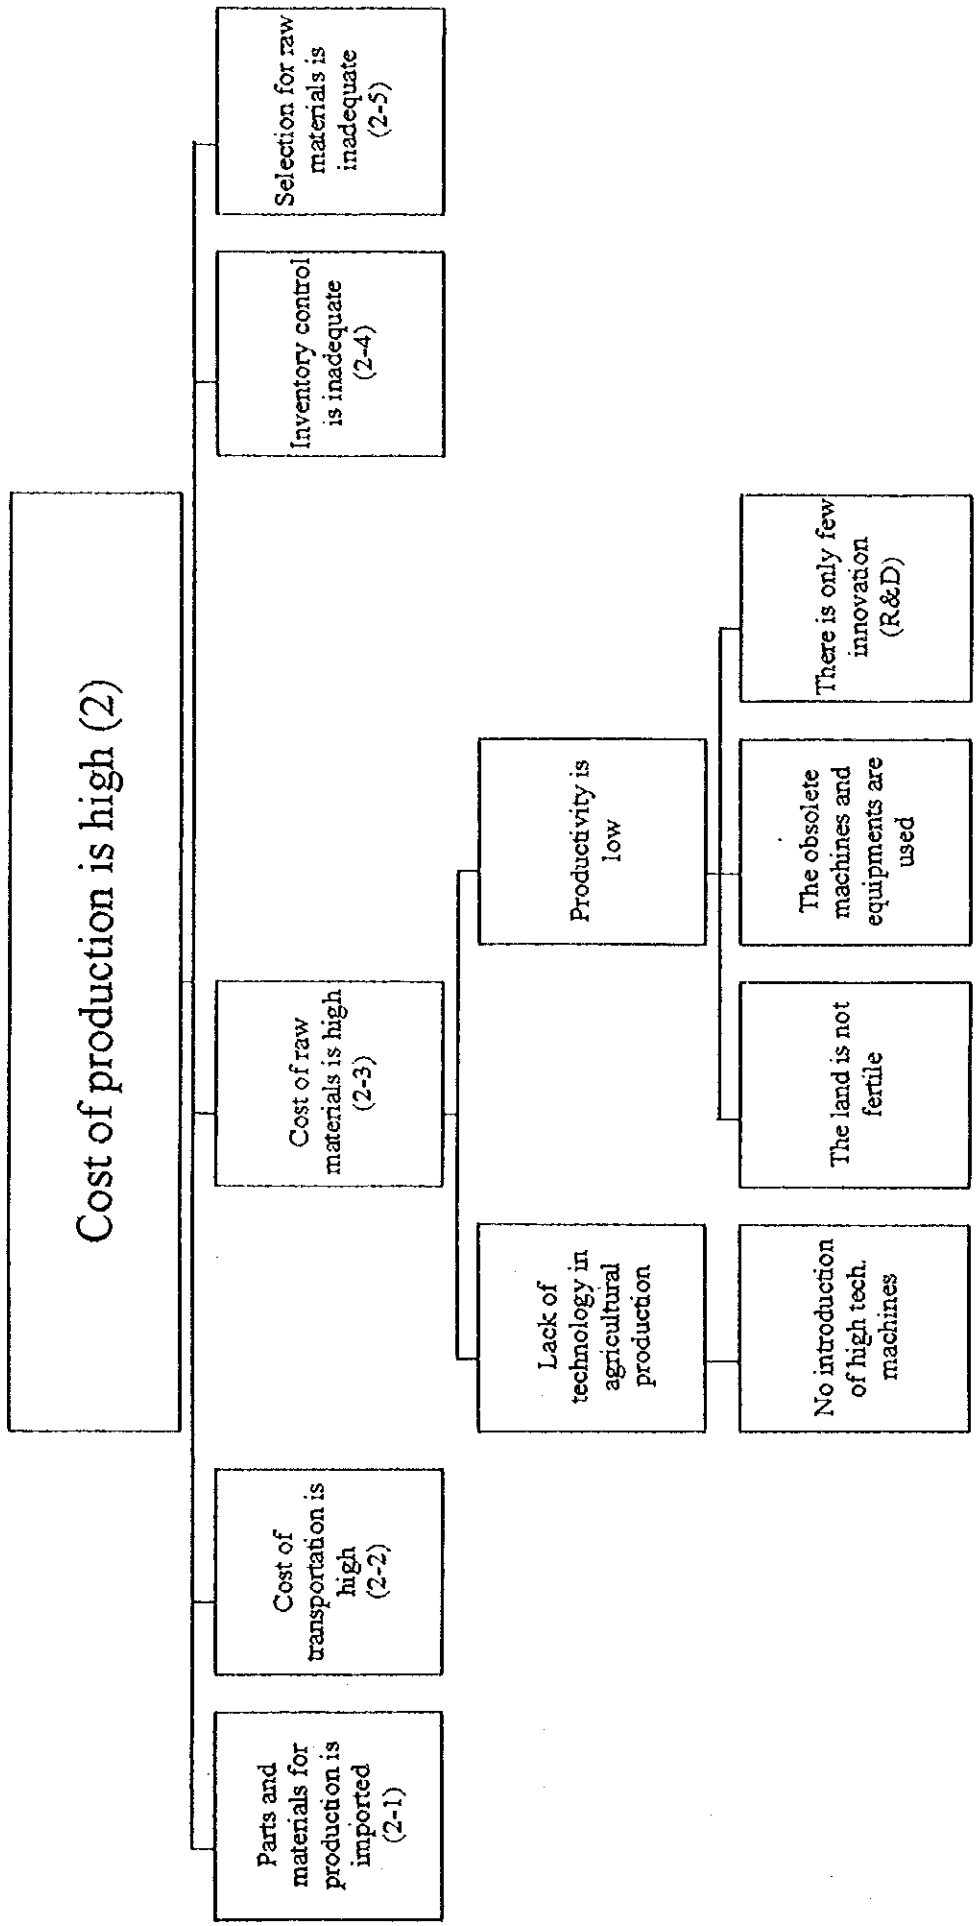 Cost of production is high (2)
Parts and
materials for
production is
imported
(2-1)
Cost of
transportation is
high
(2-2)
Cost of raw
materials is high
(2-3)
Inventory control
is inadequate
(2-4)
Selection for raw
materials is
inadequate
(2-5)
Lack of
technology in
agricultural
production
Productivity is
low
No introduction
of high tech.
machines
The land is not
fertile
The obsolete
machines and
equipments are
used
There is only few
innovation
(R&D)